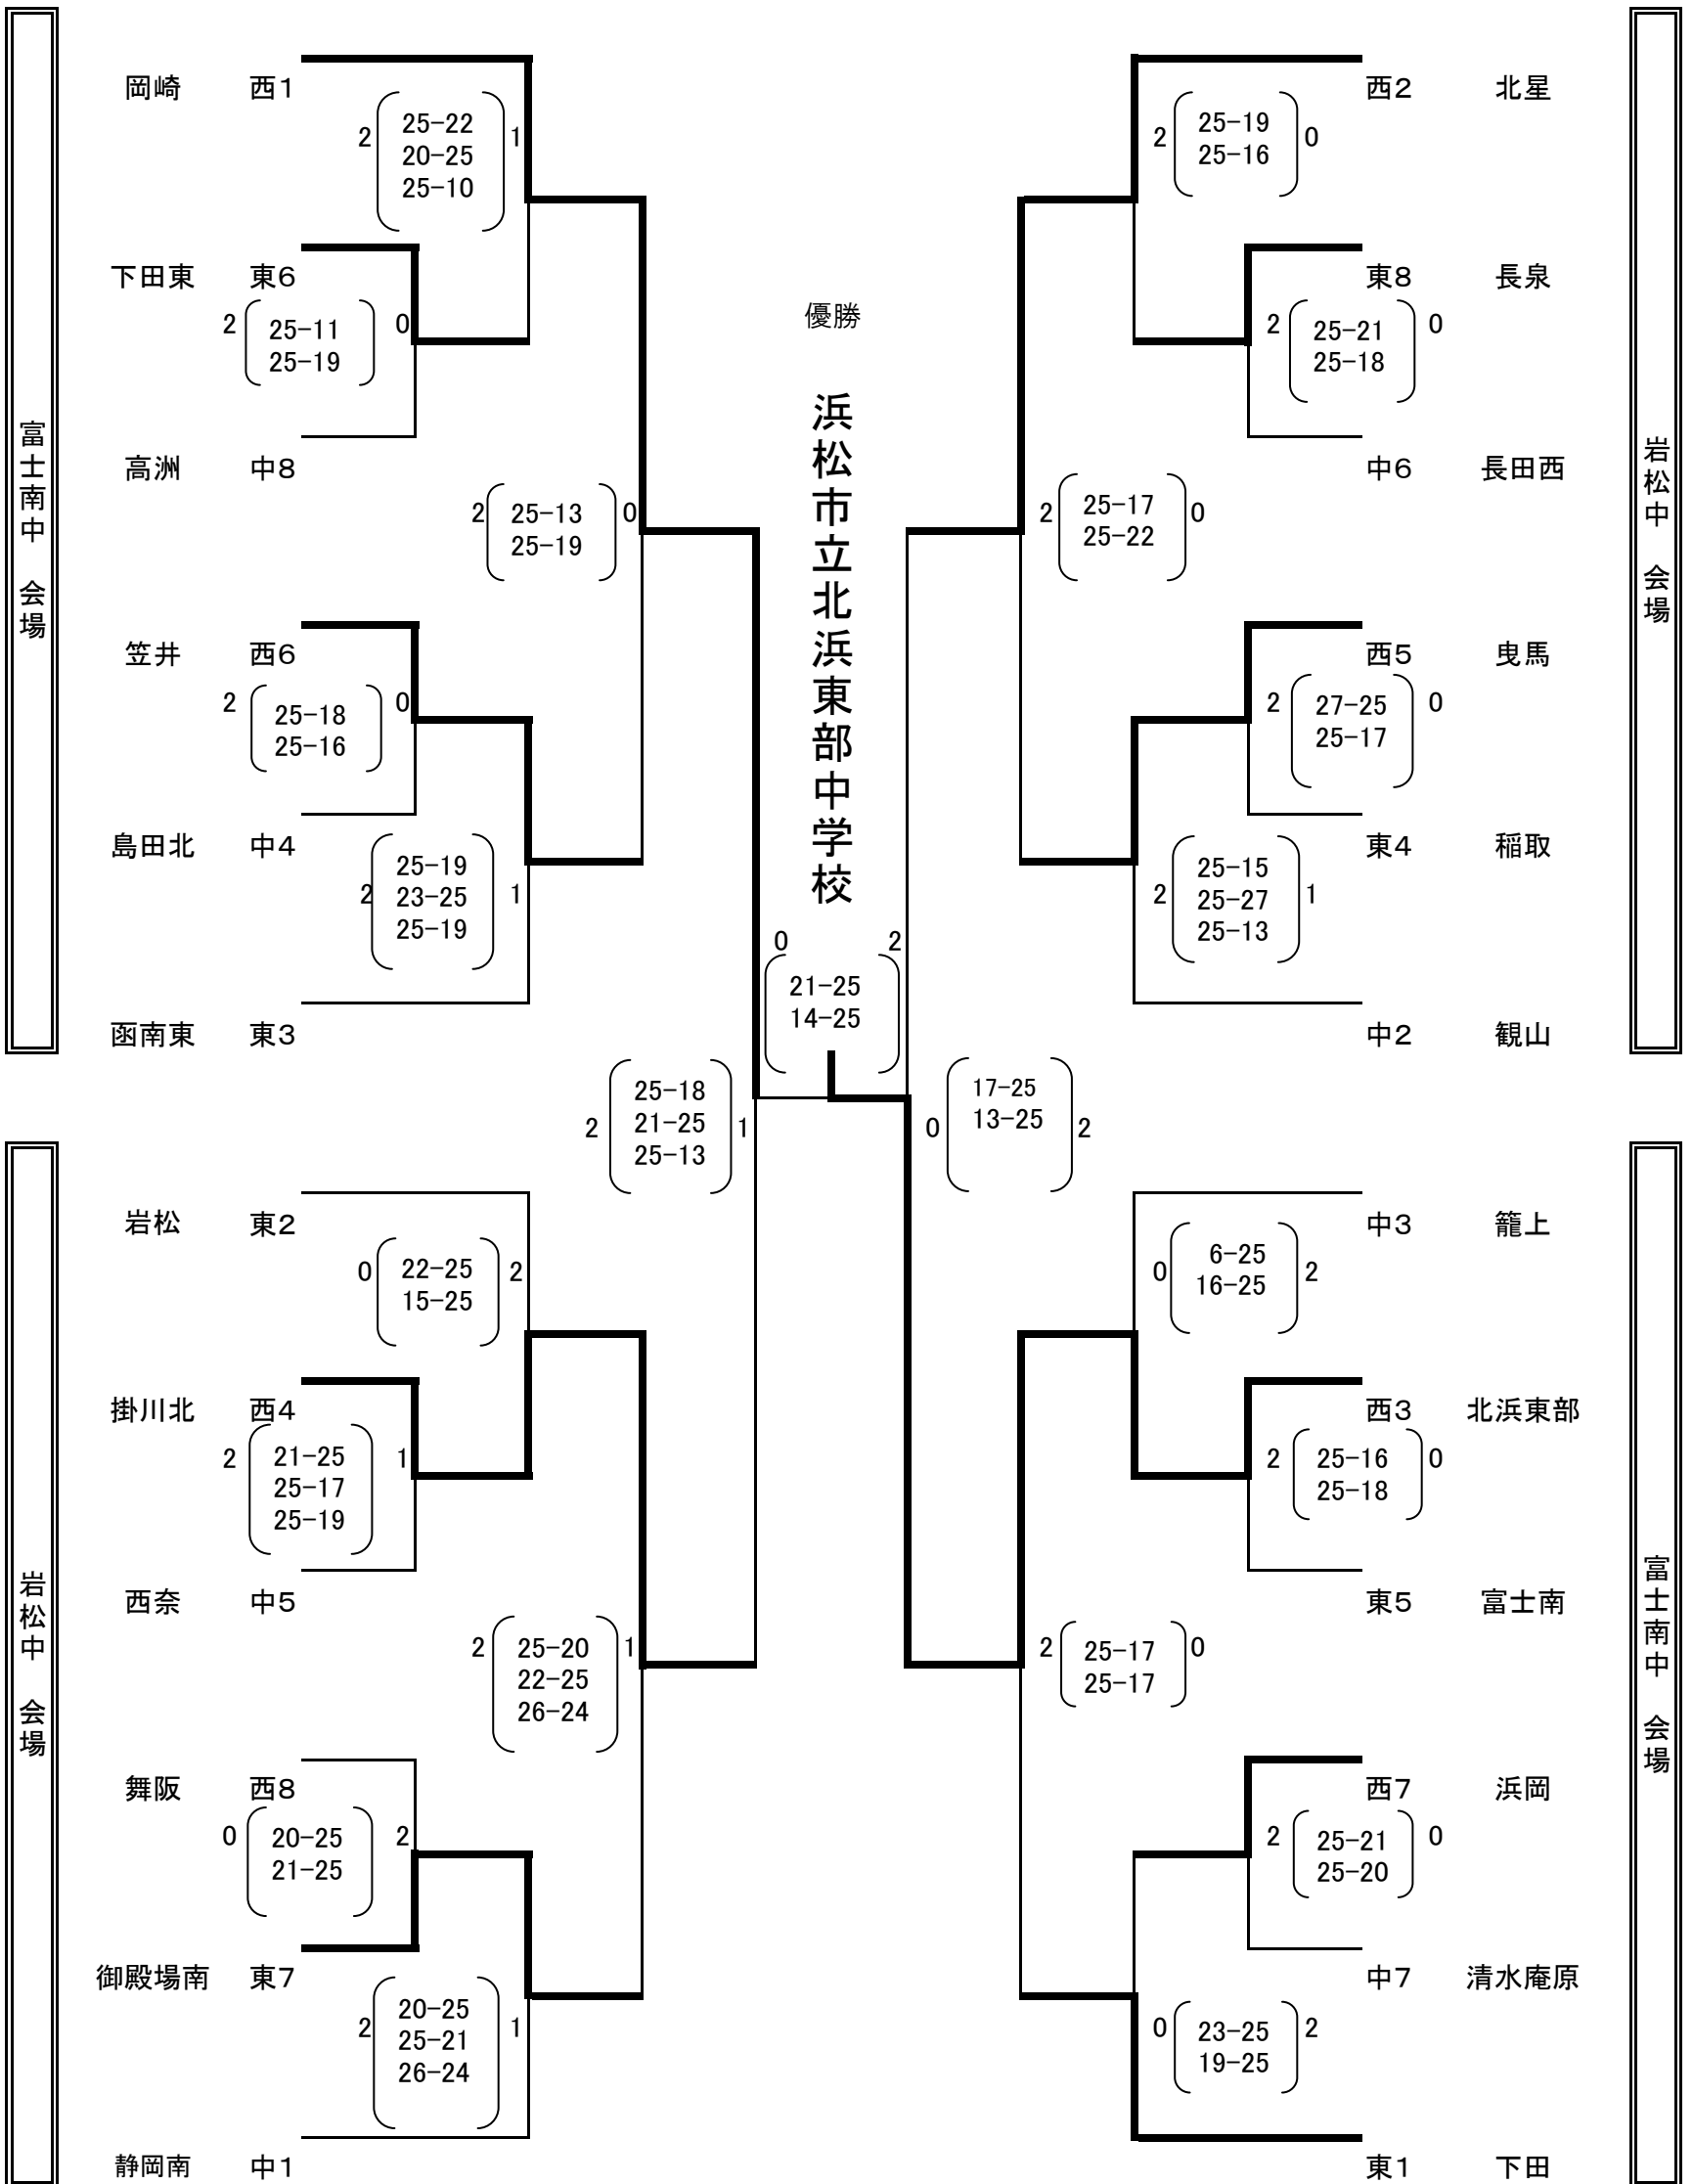 富士南中 会場
岡崎 西1
2 25-22 1
20-25
25-10
下田東 東6
2 25-11 0
25-19
高洲 中8
2 25-13 0
25-19
笠井 西6
2 25-18 0
25-16
島田北 中4
2 25-19 1
23-25
25-19
函南東 東3
岩松中 会場
2 25-18 1
21-25
25-13
岩松 東2
0 22-25 2
15-25
掛川北 西4
2 21-25 1
25-17
25-19
西奈 中5
2 25-20 1
22-25
26-24
舞阪 西8
0 20-25 2
21-25
御殿場南 東7
2 20-25 1
25-21
26-24
静岡南 中1
優勝
浜松市立北浜東部中学校
0 2
21-25
14-25
岩松中 会場
西2 北星
2 25-19 0
25-16
東8 長泉
2 25-21 0
25-18
中6 長田西
2 25-17 0
25-22
西5 曳馬
2 27-25 0
25-17
東4 稲取
2 25-15 1
25-27
25-13
中2 観山
富士南中 会場
0 17-25 2
13-25
中3 籠上
0 6-25 2
16-25
西3 北浜東部
2 25-16 0
25-18
東5 富士南
2 25-17 0
25-17
西7 浜岡
2 25-21 0
25-20
中7 清水庵原
0 23-25 2
19-25
東1 下田